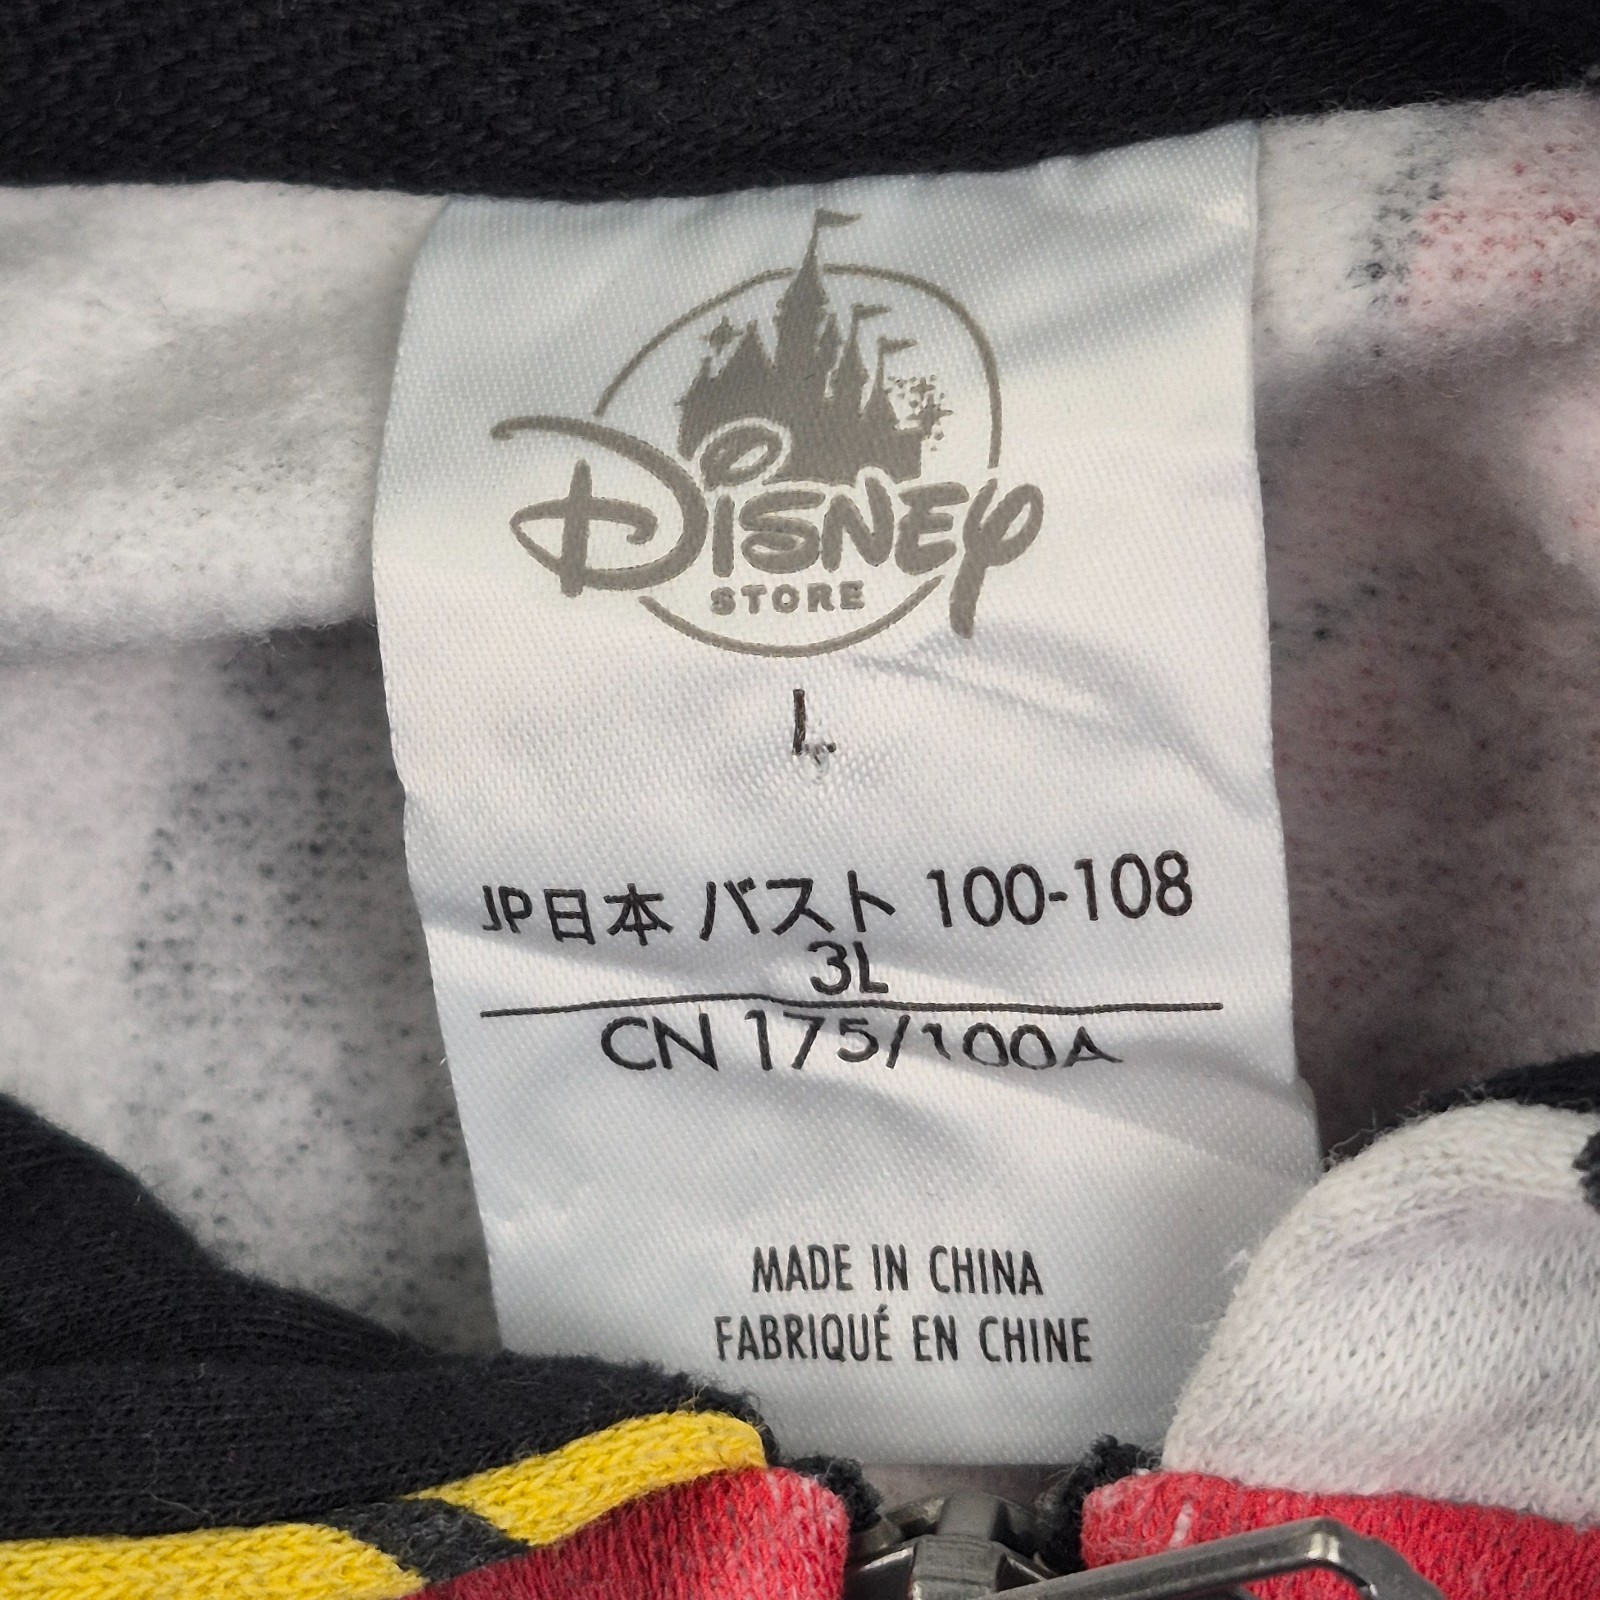 Disney
STORE
L
JP日本 バスト 100-108
3L
CN 175/100A
MADE IN CHINA
FABRIQUÉ EN CHINE